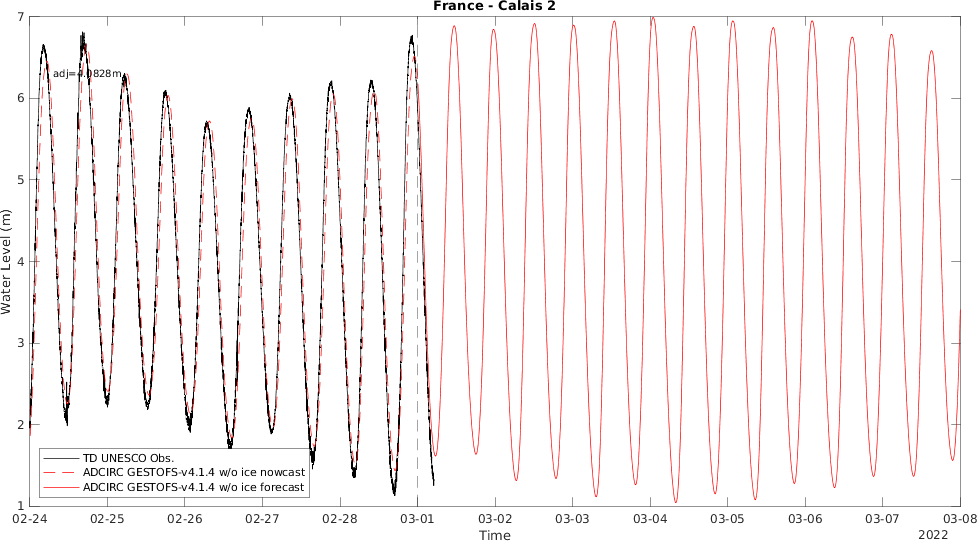 France - Calais 2
7
adj=4.0828m
6
5
4
3
2
1
Water Level (m)
TD UNESCO Obs.
ADCIRC GESTOFS-v4.1.4 w/o ice nowcast
ADCIRC GESTOFS-v4.1.4 w/o ice forecast
02-24 02-25 02-26 02-27 02-28 03-01 03-02 03-03 03-04 03-05 03-06 03-07 03-08
Time
2022